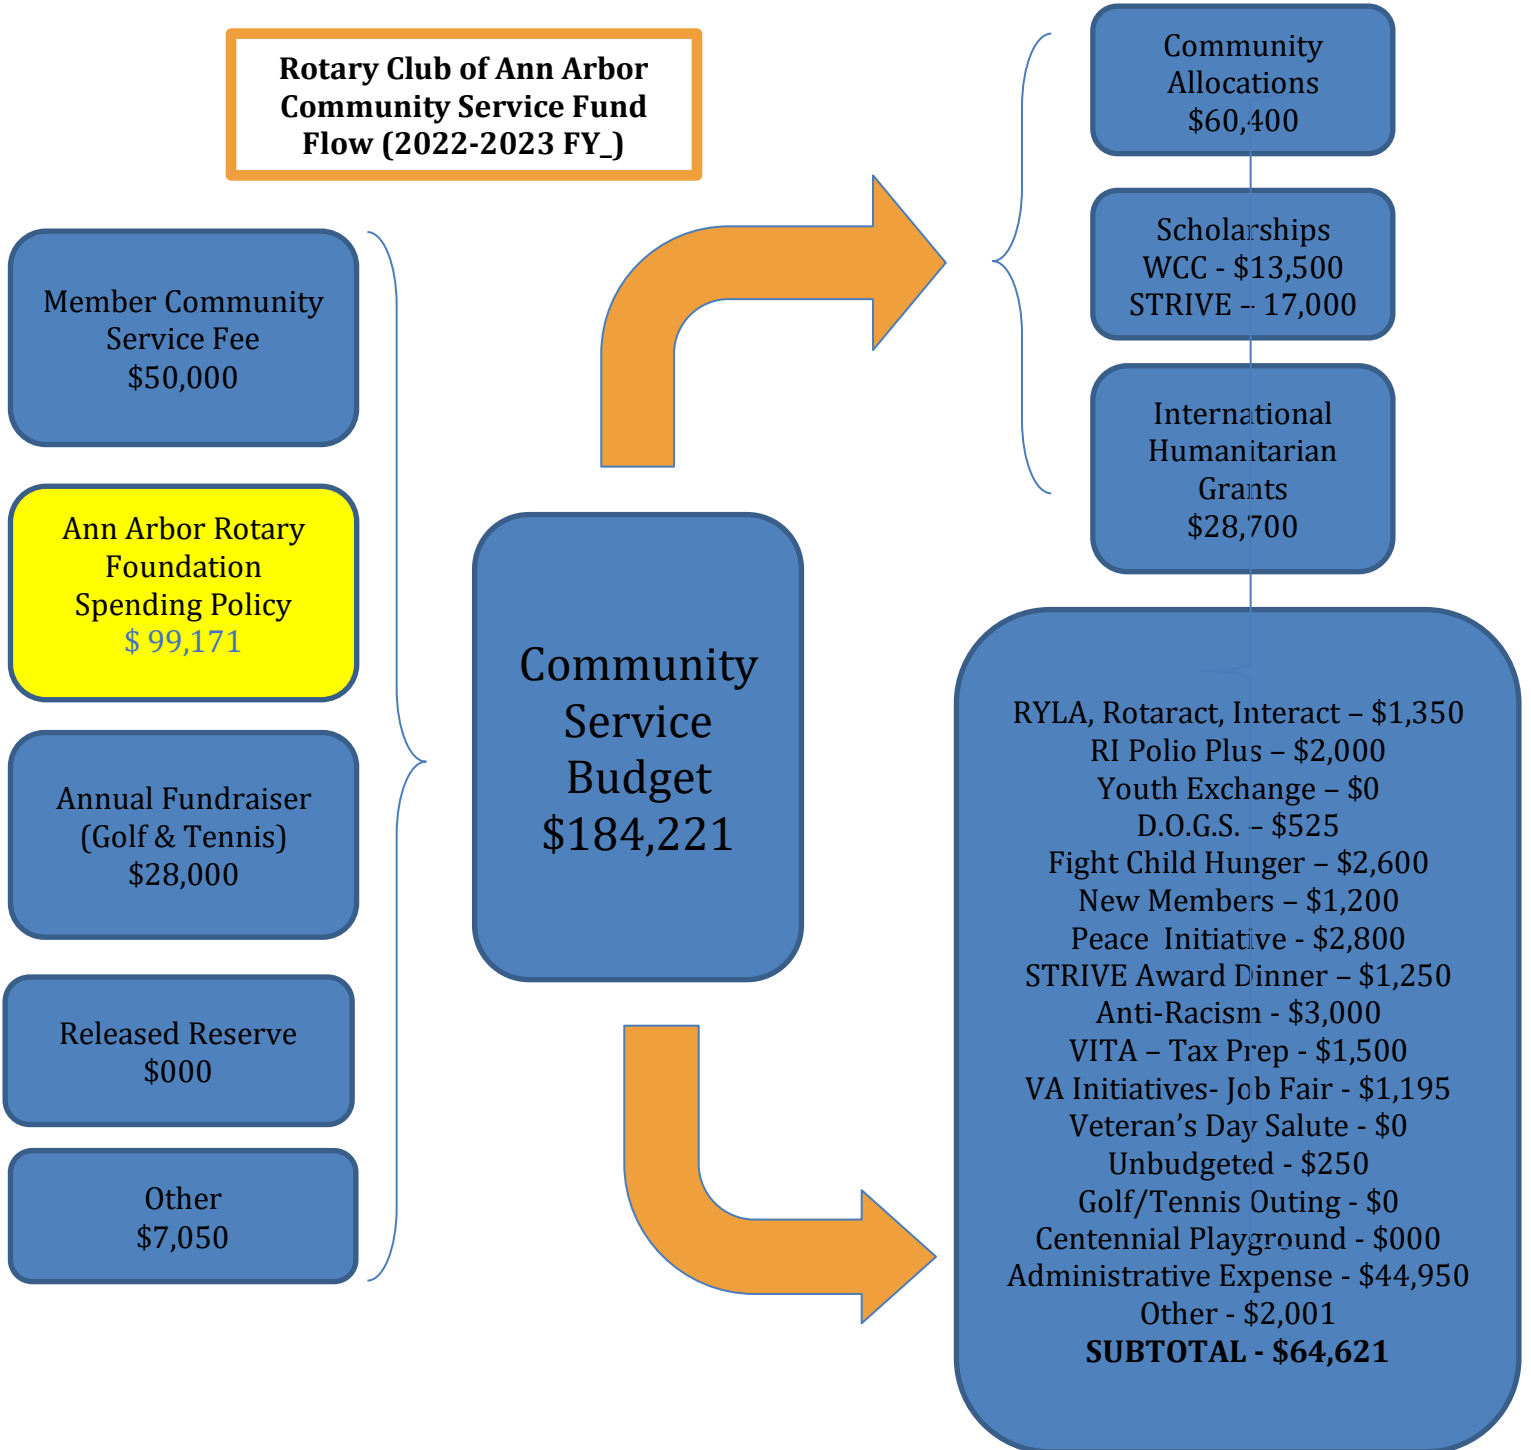 Rotary Club of Ann Arbor
Community Service Fund
Flow (2022-2023 FY_)
Member Community
Service Fee
$50,000
Ann Arbor Rotary
Foundation
Spending Policy
$ 99,171
Annual Fundraiser
(Golf & Tennis)
$28,000
Released Reserve
$000
Other
$7,050
Community
Service
Budget
$184,221
Community
Allocations
$60,400
Scholarships
WCC - $13,500
STRIVE – 17,000
International
Humanitarian
Grants
$28,700
RYLA, Rotaract, Interact – $1,350
RI Polio Plus – $2,000
Youth Exchange – $0
D.O.G.S. – $525
Fight Child Hunger – $2,600
New Members – $1,200
Peace  Initiative - $2,800
STRIVE Award Dinner – $1,250
Anti-Racism - $3,000
VITA – Tax Prep - $1,500
VA Initiatives- Job Fair - $1,195
Veteran’s Day Salute - $0
Unbudgeted - $250
Golf/Tennis Outing - $0
Centennial Playground - $000
Administrative Expense - $44,950
Other - $2,001
SUBTOTAL - $64,621